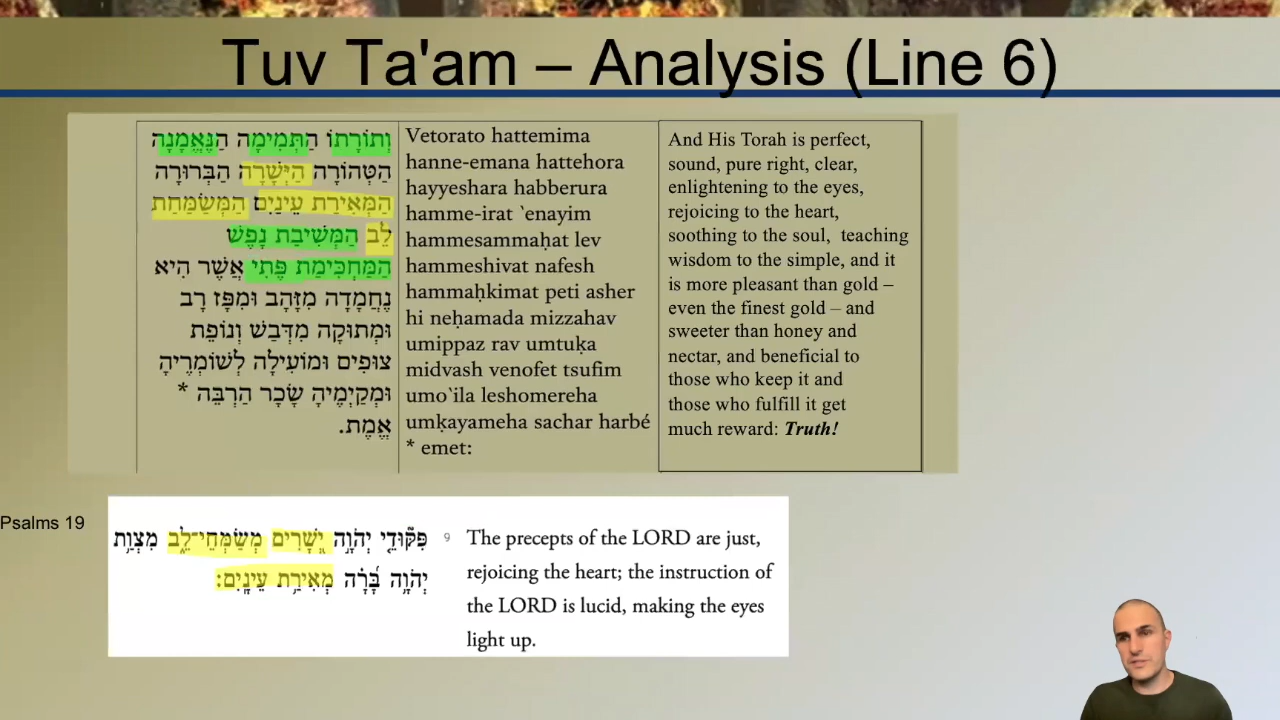 Tuv Ta'am – Analysis (Line 6)
וְתוֹרָתוֹ הַתְּמִימָה הַנֶּאֱמָנָה
הַטְּהוֹרָה הַיְּשָׁרָה הַבְּרוּרָה
הַמְּאִירַת עֵינַיִם הַמְּשַׂמַּחַת
לֵב הַמְּשִׁיבַת נָפֶשׁ
הַמַּחְכִּימַת פֶּתִי אֲשֶׁר הִיא
נֶחֱמָדָה מִזָּהָב וּמִפָּז רָב
וּמְתוּקָה מִדְּבַשׁ וְנוֹפֶת
צוּפִים וּמוֹעִילָה לְשׁוֹמְרֶיהָ
וּמְקַיְּמֶיהָ שָׂכָר הַרְבֵּה *
אֱמֶת.
Vetorato hattemima
hanne-emana hattehora
hayyeshara habberura
hamme-irat `enayim
hammesammaḥat lev
hammeshivat nafesh
hammaḥkimat peti asher
hi neḥamada mizzahav
umippaz rav umtuḳa
midvash venofet tsufim
umo`ila leshomereha
umḳayameha sachar harbé
* emet:
And His Torah is perfect,
sound, pure right, clear,
enlightening to the eyes,
rejoicing to the heart,
soothing to the soul, teaching
wisdom to the simple, and it
is more pleasant than gold –
even the finest gold – and
sweeter than honey and
nectar, and beneficial to
those who keep it and
those who fulfill it get
much reward: Truth!
Psalms 19
פִּקּ֘וּדֵ֤י יְהֹוָ֣ה יְ֭שָׁרִים מְשַׂמְּחֵי־לֵ֑ב מִצְוַ֥ת
יְהֹוָ֥ה בָּ֝רָ֗ה מְאִירַ֥ת עֵינָֽיִם׃
9
The precepts of the LORD are just,
rejoicing the heart; the instruction of
the LORD is lucid, making the eyes
light up.